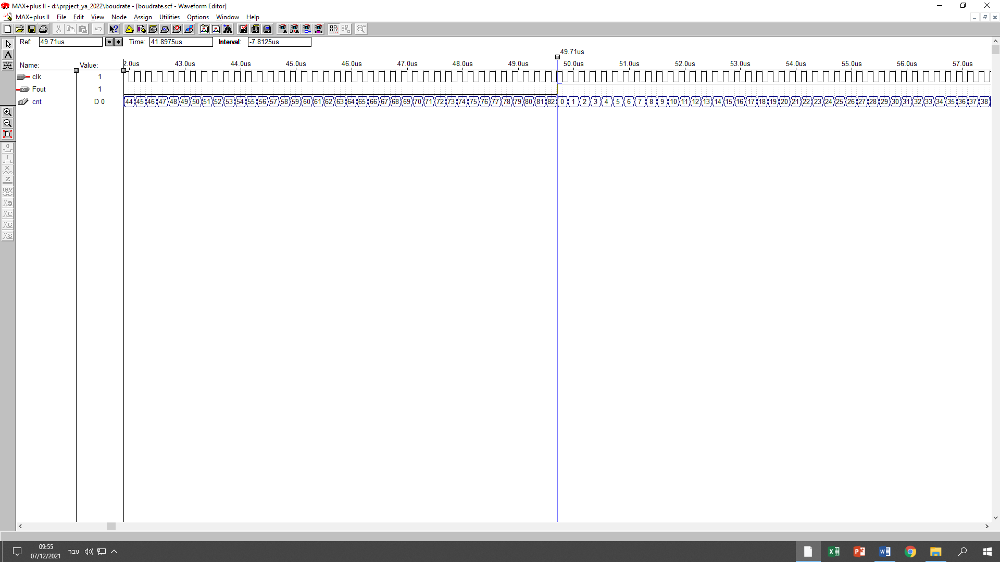 MAX+plus II - d:\prpject_ya_2022\boudrate - [boudrate.scf - Waveform Editor]
MAX+plus II File Edit View Node Assign Utilities Options Window Help
Ref: 49.71us Time: 41.8975us Interval: -7.8125us
49.71us
Name: Value: 2.0us 43.0us 44.0us 45.0us 46.0us 47.0us 48.0us 49.0us 50.0us 51.0us 52.0us 53.0us 54.0us 55.0us 56.0us 57.0us
clk 1
Fout 1
cnt D 0 44 45 46 47 48 49 50 51 52 53 54 55 56 57 58 59 60 61 62 63 64 65 66 67 68 69 70 71 72 73 74 75 76 77 78 79 80 81 82 0 1 2 3 4 5 6 7 8 9 10 11 12 13 14 15 16 17 18 19 20 21 22 23 24 25 26 27 28 29 30 31 32 33 34 35 36 37 38
A
0
1
X
Z
INV
XC
XG
XS
09:55
עבר
07/12/2021